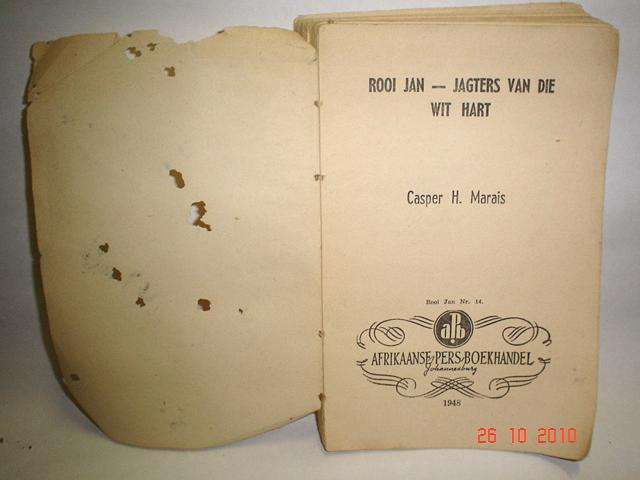 ROOI JAN — JAGTERS VAN DIE
WIT HART
Casper H. Marais
Rooi Jan Nr. 14.
aPb
AFRIKAANSE PERS-BOEKHANDEL
Johannesburg
1948
26 10 2010